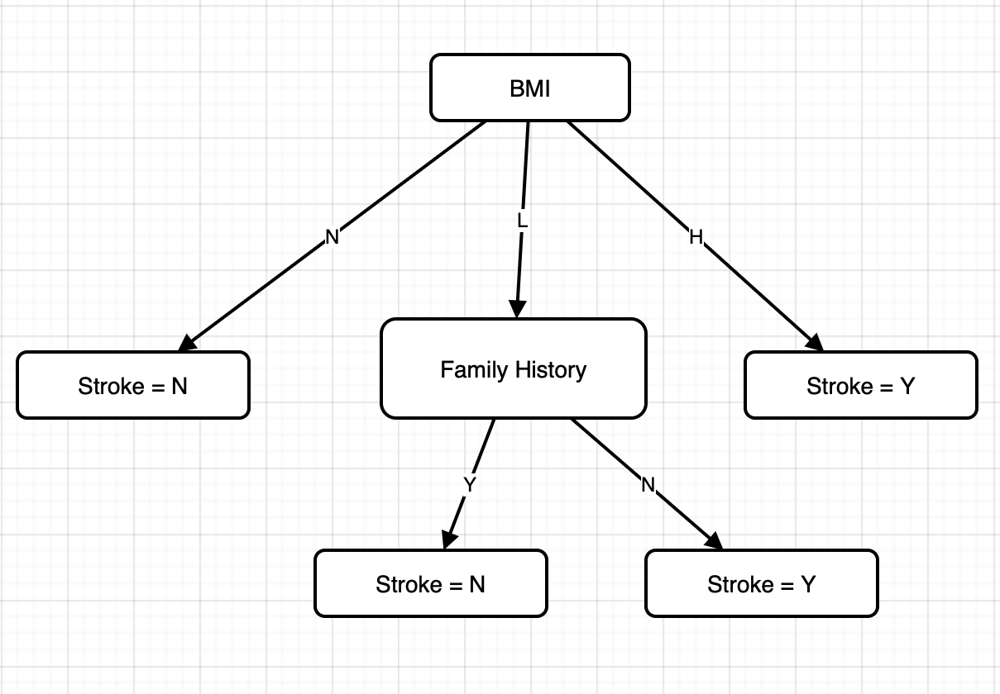 BMI
N
L
H
Stroke = N
Family History
Stroke = Y
Y
N
Stroke = N
Stroke = Y